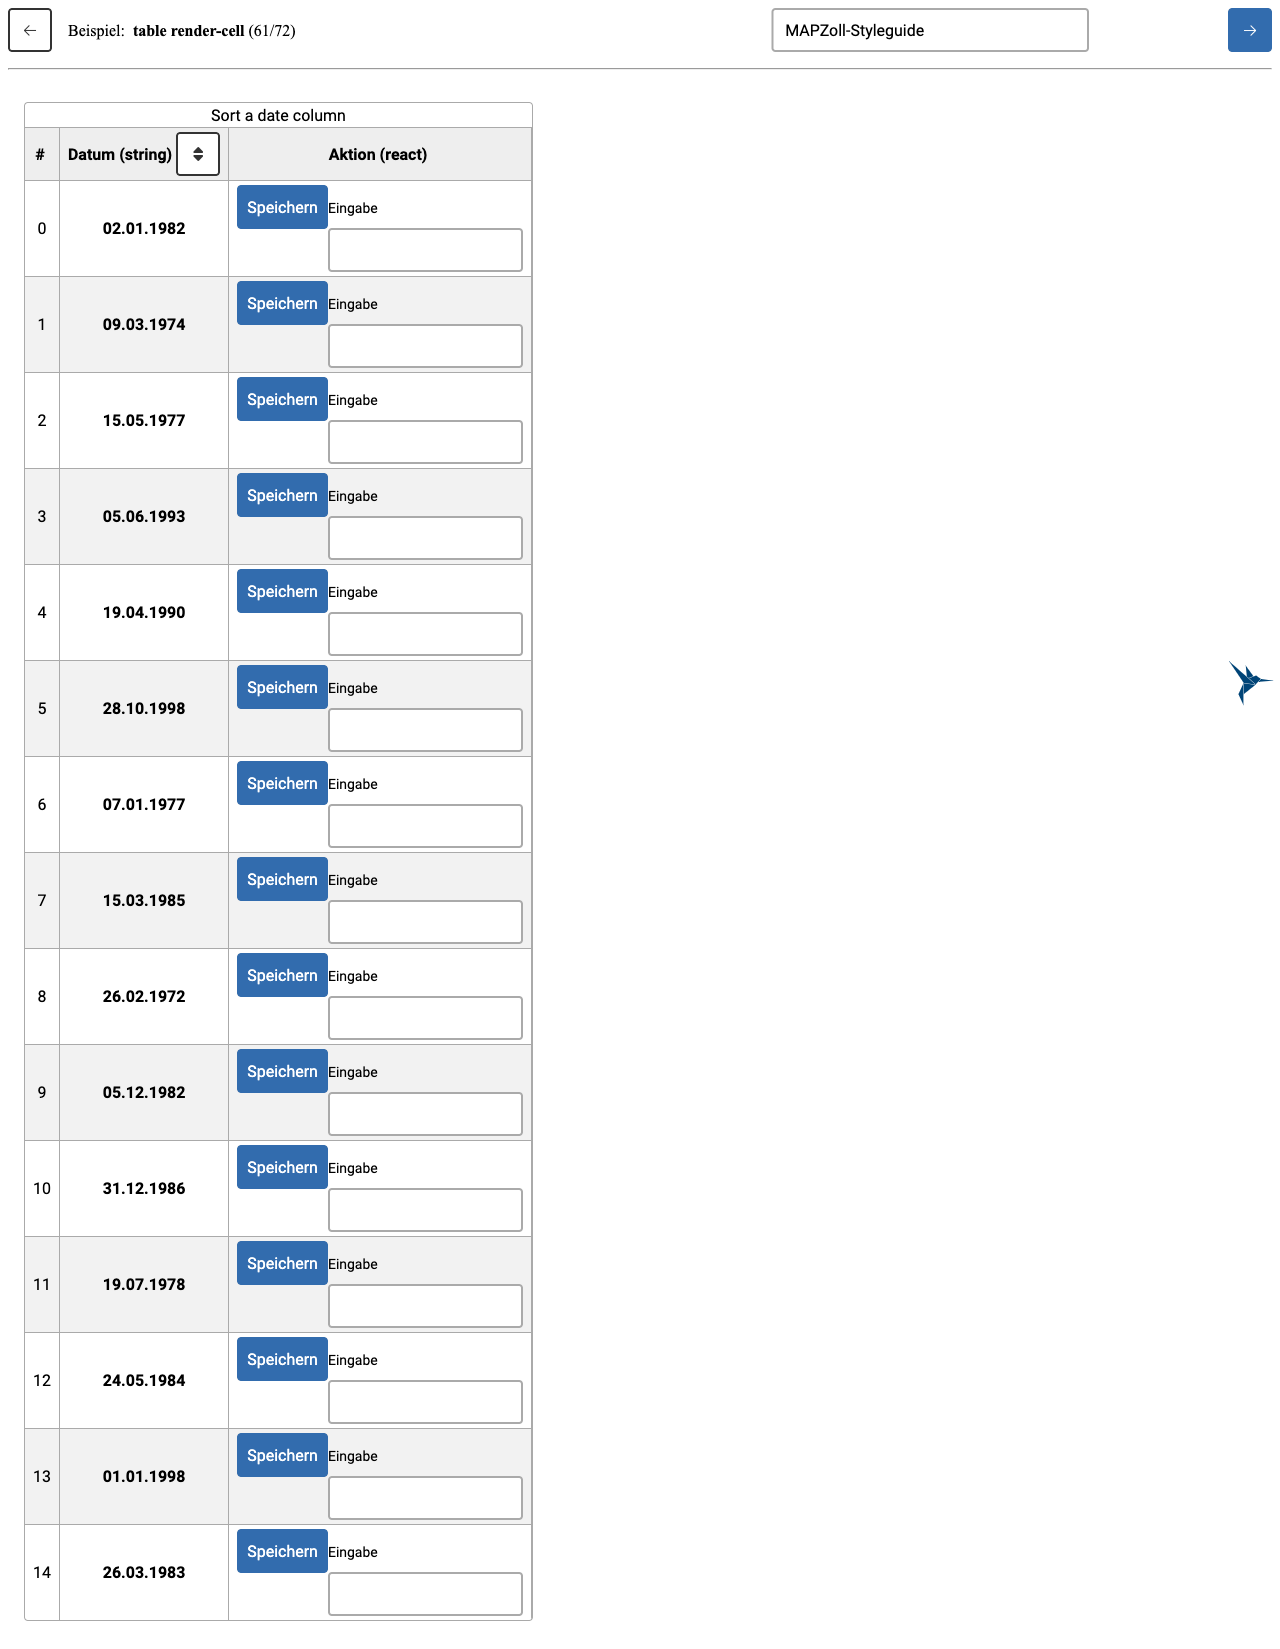 Beispiel: table render-cell (61/72)
MAPZoll-Styleguide
Sort a date column
# Datum (string) Aktion (react)
Speichern Eingabe
0 02.01.1982
Speichern Eingabe
1 09.03.1974
Speichern Eingabe
2 15.05.1977
Speichern Eingabe
3 05.06.1993
Speichern Eingabe
4 19.04.1990
Speichern Eingabe
5 28.10.1998
Speichern Eingabe
6 07.01.1977
Speichern Eingabe
7 15.03.1985
Speichern Eingabe
8 26.02.1972
Speichern Eingabe
9 05.12.1982
Speichern Eingabe
10 31.12.1986
Speichern Eingabe
11 19.07.1978
Speichern Eingabe
12 24.05.1984
Speichern Eingabe
13 01.01.1998
Speichern Eingabe
14 26.03.1983